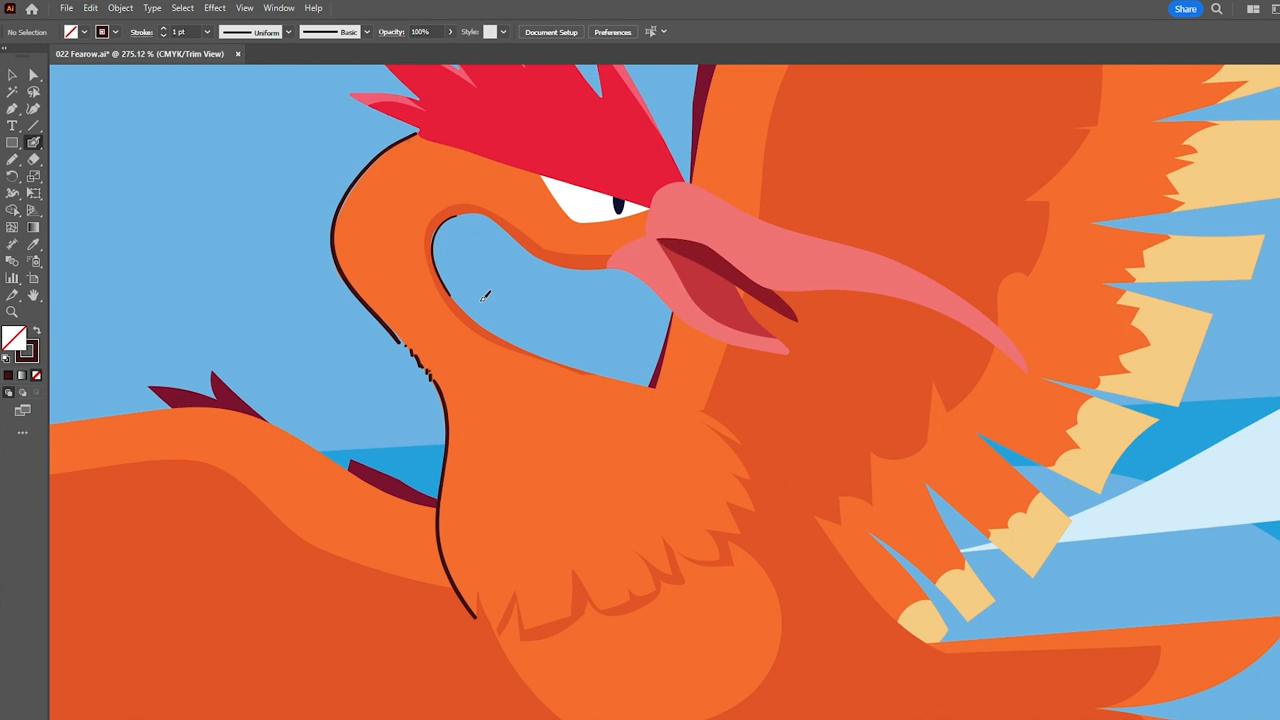 Ai File Edit Object Type Select Effect View Window Help Share
No Selection Stroke: 1 pt Uniform Basic Opacity: 100% Style: Document Setup Preferences
022 Fearow.ai* @ 275.12 % (CMYK/Trim View) ×
T